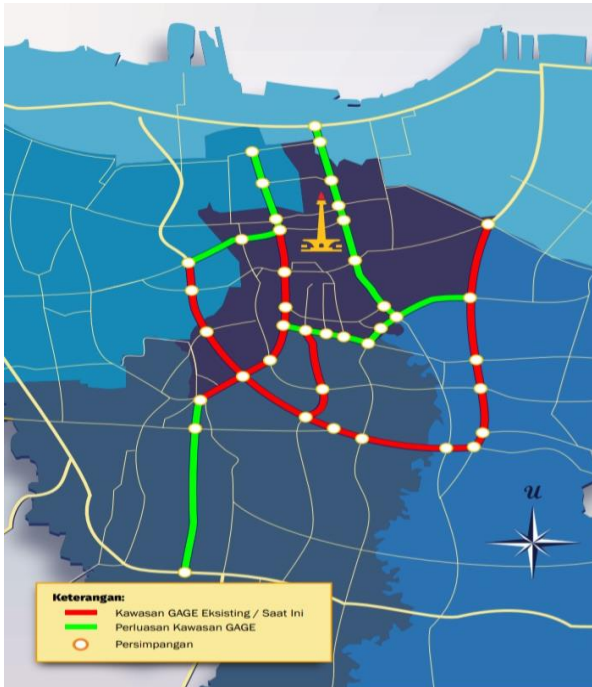 u
Keterangan:
Kawasan GAGE Eksisting / Saat Ini
Perluasan Kawasan GAGE
Persimpangan